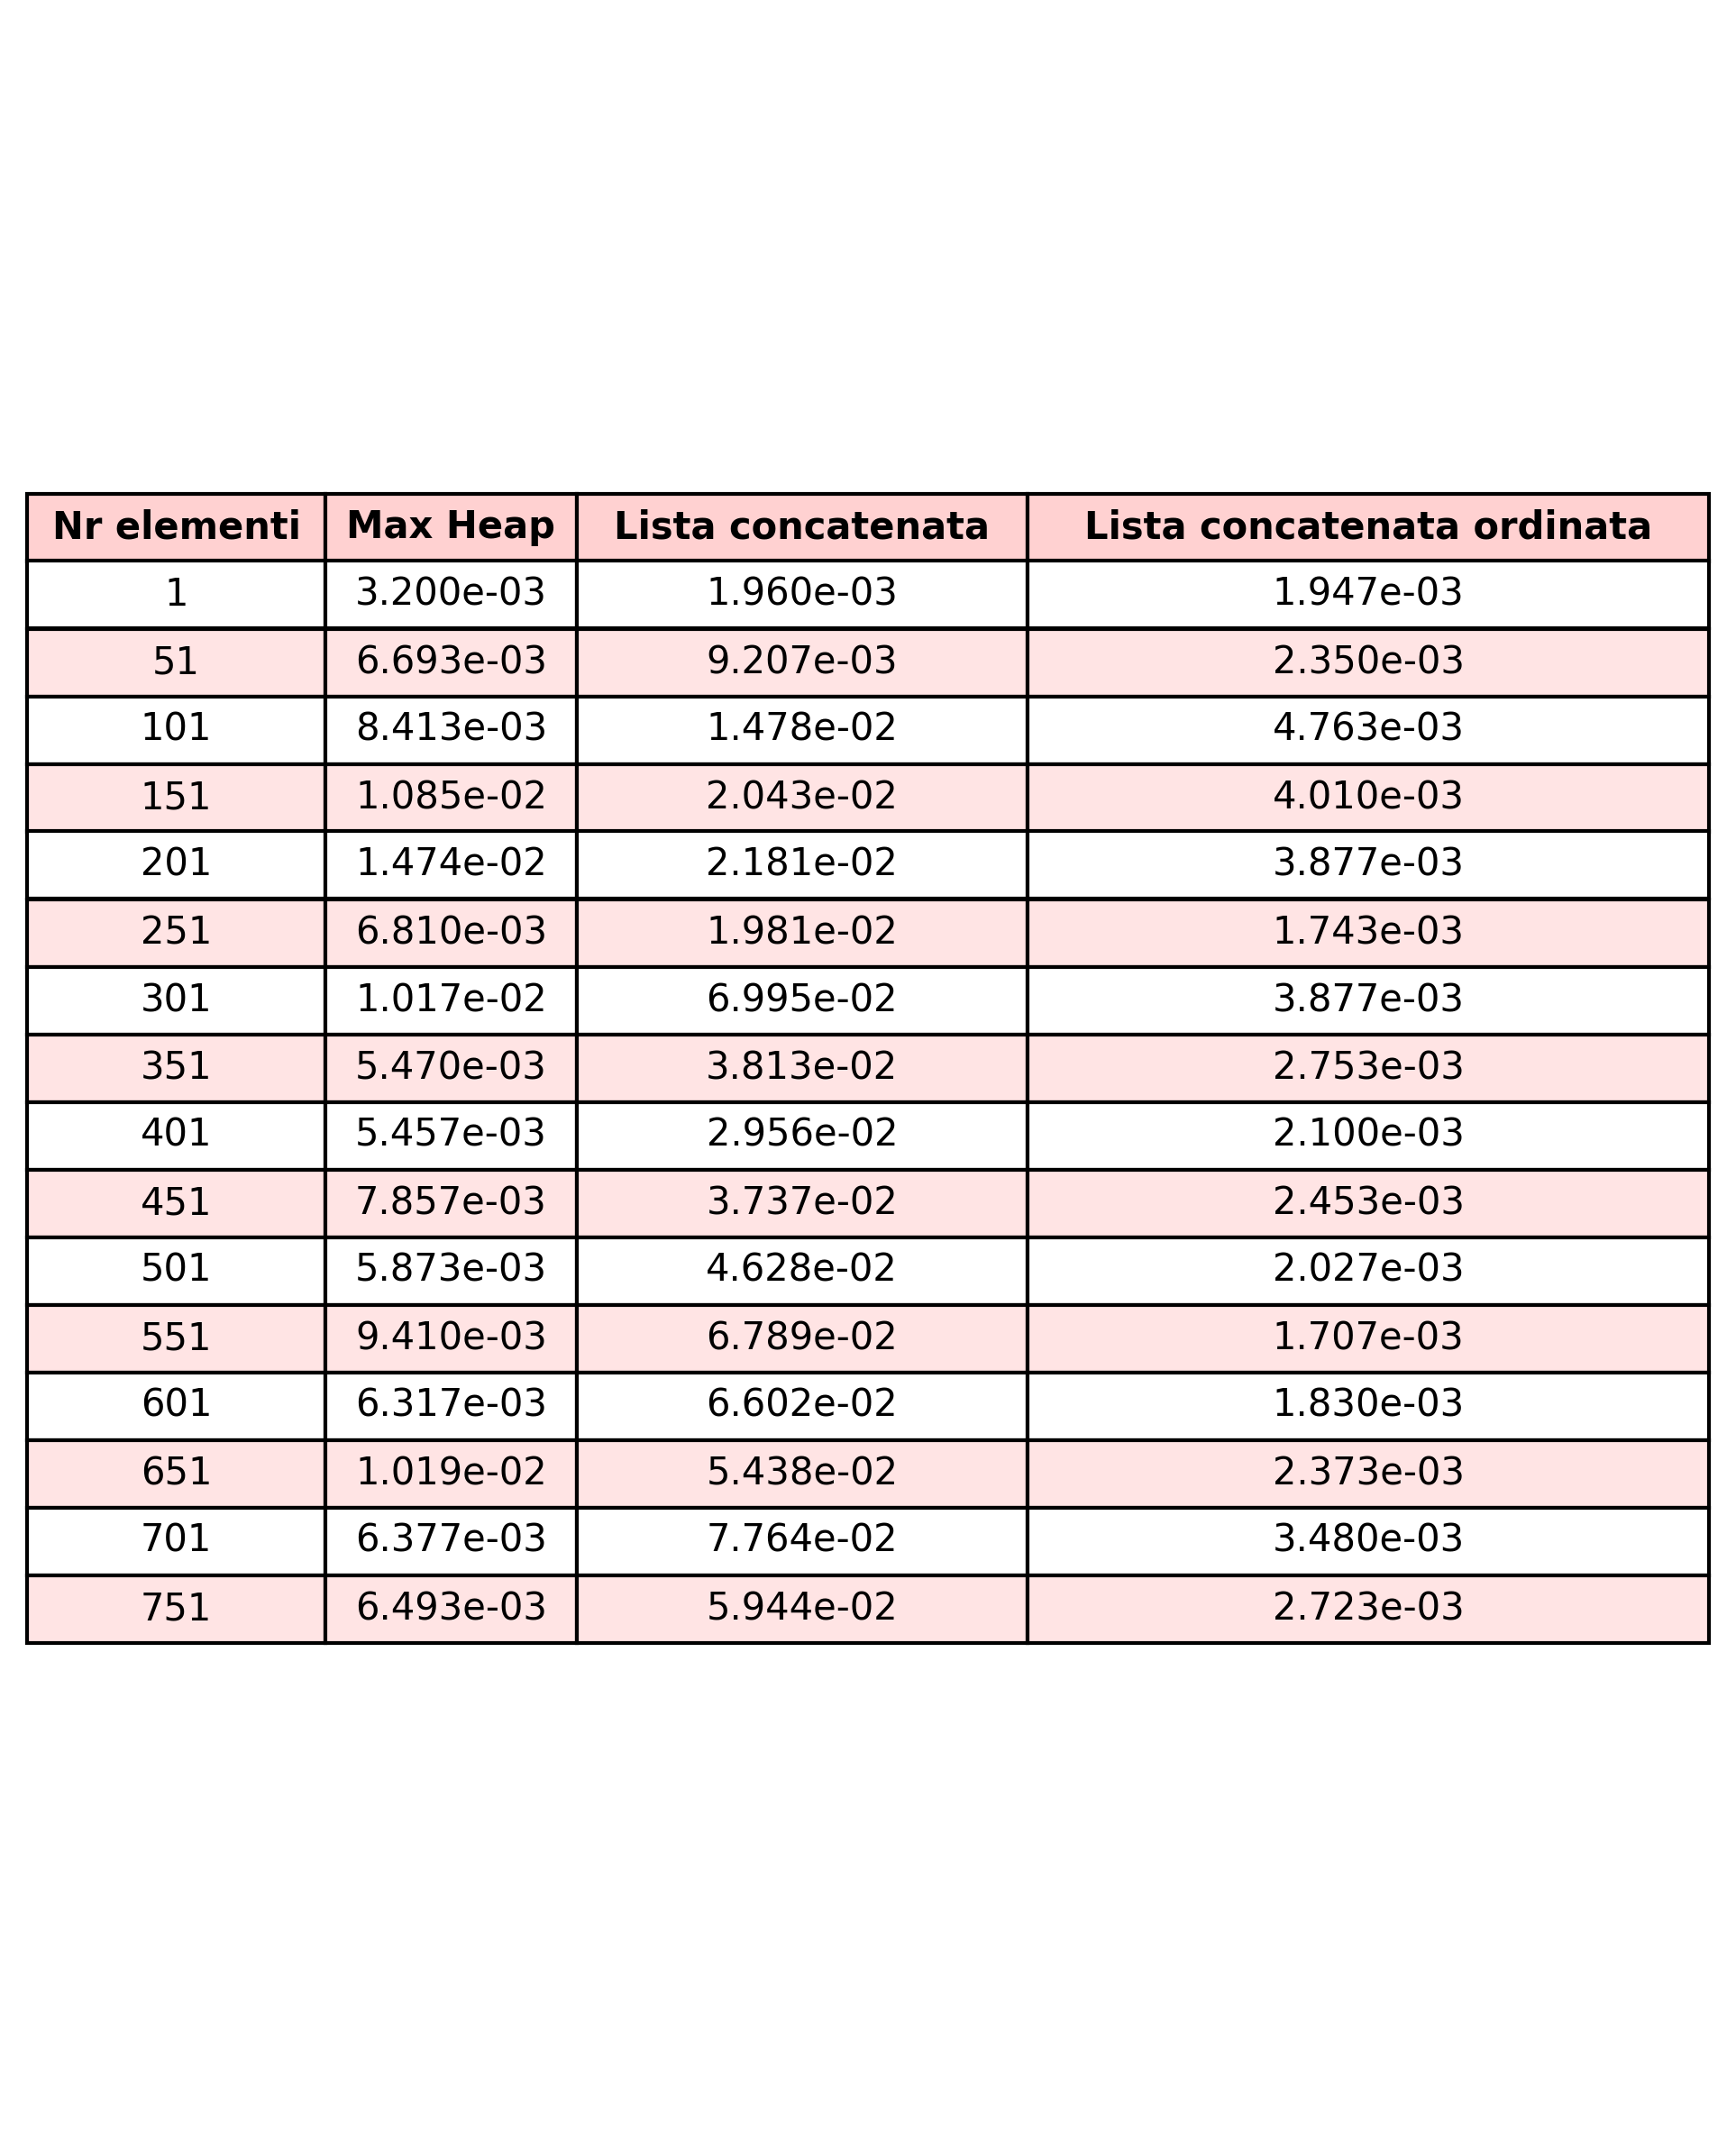 Nr elementi Max Heap Lista concatenata Lista concatenata ordinata
1 3.200e-03 1.960e-03 1.947e-03
51 6.693e-03 9.207e-03 2.350e-03
101 8.413e-03 1.478e-02 4.763e-03
151 1.085e-02 2.043e-02 4.010e-03
201 1.474e-02 2.181e-02 3.877e-03
251 6.810e-03 1.981e-02 1.743e-03
301 1.017e-02 6.995e-02 3.877e-03
351 5.470e-03 3.813e-02 2.753e-03
401 5.457e-03 2.956e-02 2.100e-03
451 7.857e-03 3.737e-02 2.453e-03
501 5.873e-03 4.628e-02 2.027e-03
551 9.410e-03 6.789e-02 1.707e-03
601 6.317e-03 6.602e-02 1.830e-03
651 1.019e-02 5.438e-02 2.373e-03
701 6.377e-03 7.764e-02 3.480e-03
751 6.493e-03 5.944e-02 2.723e-03